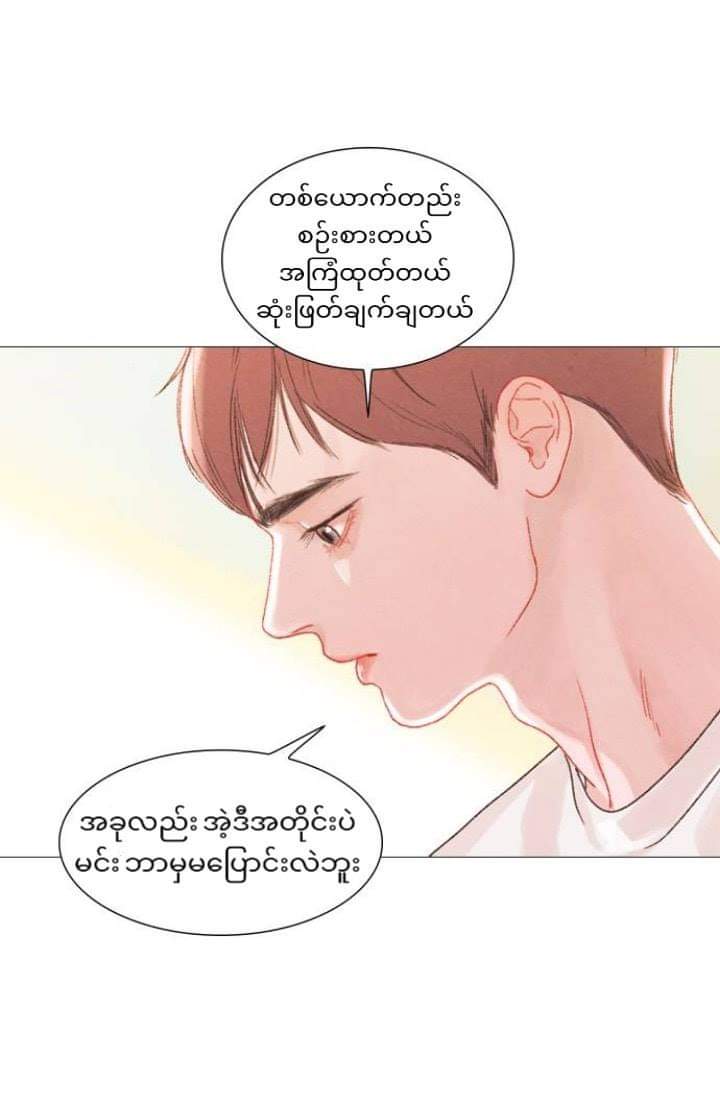 တစ်ယောက်တည်း
စဉ်းစားတယ်
အကြံထုတ်တယ်
ဆုံးဖြတ်ချက်ချတယ်
အခုလည်း အဲ့ဒီအတိုင်းပဲ
မင်း ဘာမှမပြောင်းလဲဘူး